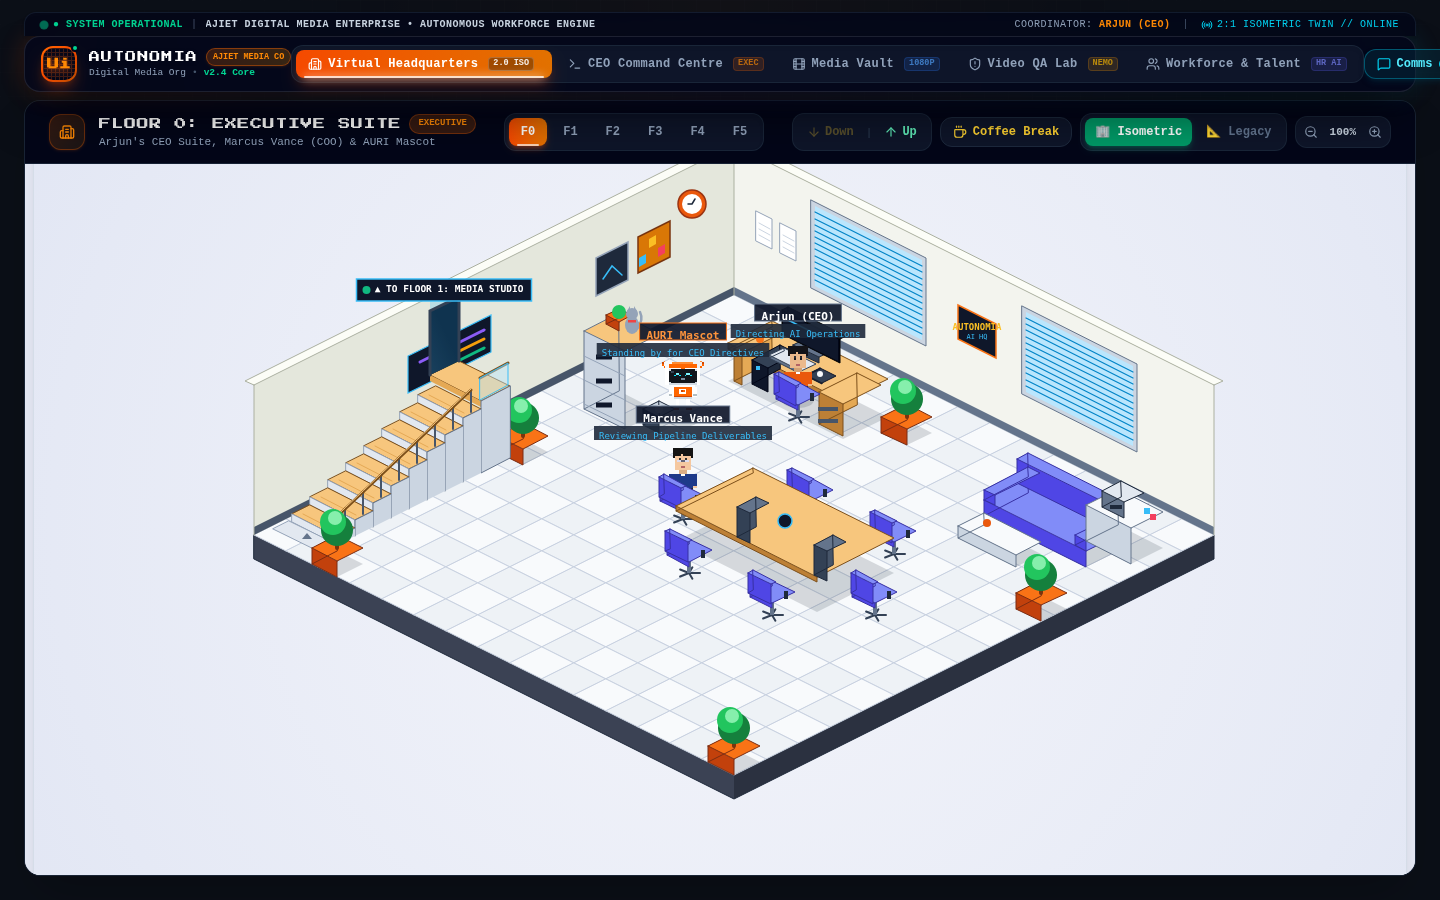 SYSTEM OPERATIONAL | AJIET DIGITAL MEDIA ENTERPRISE • AUTONOMOUS WORKFORCE ENGINE
COORDINATOR: ARJUN (CEO) | 2:1 ISOMETRIC TWIN // ONLINE
Ui AUTONOMIA AJIET MEDIA CO
Digital Media Org • v2.4 Core
Virtual Headquarters 2.0 ISO
CEO Command Centre EXEC
Media Vault 1080P
Video QA Lab NEMO
Workforce & Talent HR AI
Comms
FLOOR 0: EXECUTIVE SUITE EXECUTIVE
Arjun's CEO Suite, Marcus Vance (COO) & AURI Mascot
F0 F1 F2 F3 F4 F5
Down | Up
Coffee Break
Isometric
Legacy
100%
▲ TO FLOOR 1: MEDIA STUDIO
Arjun (CEO)
Directing AI Operations
AURI Mascot
Standing by for CEO Directives
Marcus Vance
Reviewing Pipeline Deliverables
AUTONOMIA
AI HQ